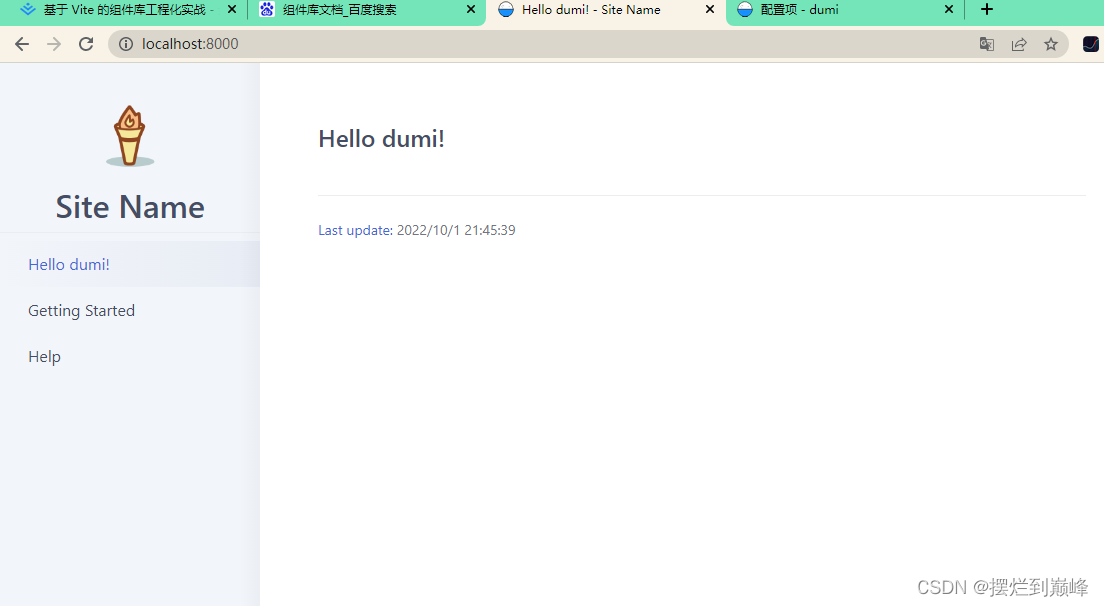 基于 Vite 的组件库工程化实战 -
组件库文档_百度搜索
Hello dumi! - Site Name
配置项 - dumi
localhost:8000
Site Name
Hello dumi!
Getting Started
Help
Hello dumi!
Last update: 2022/10/1 21:45:39
CSDN @摆烂到巅峰